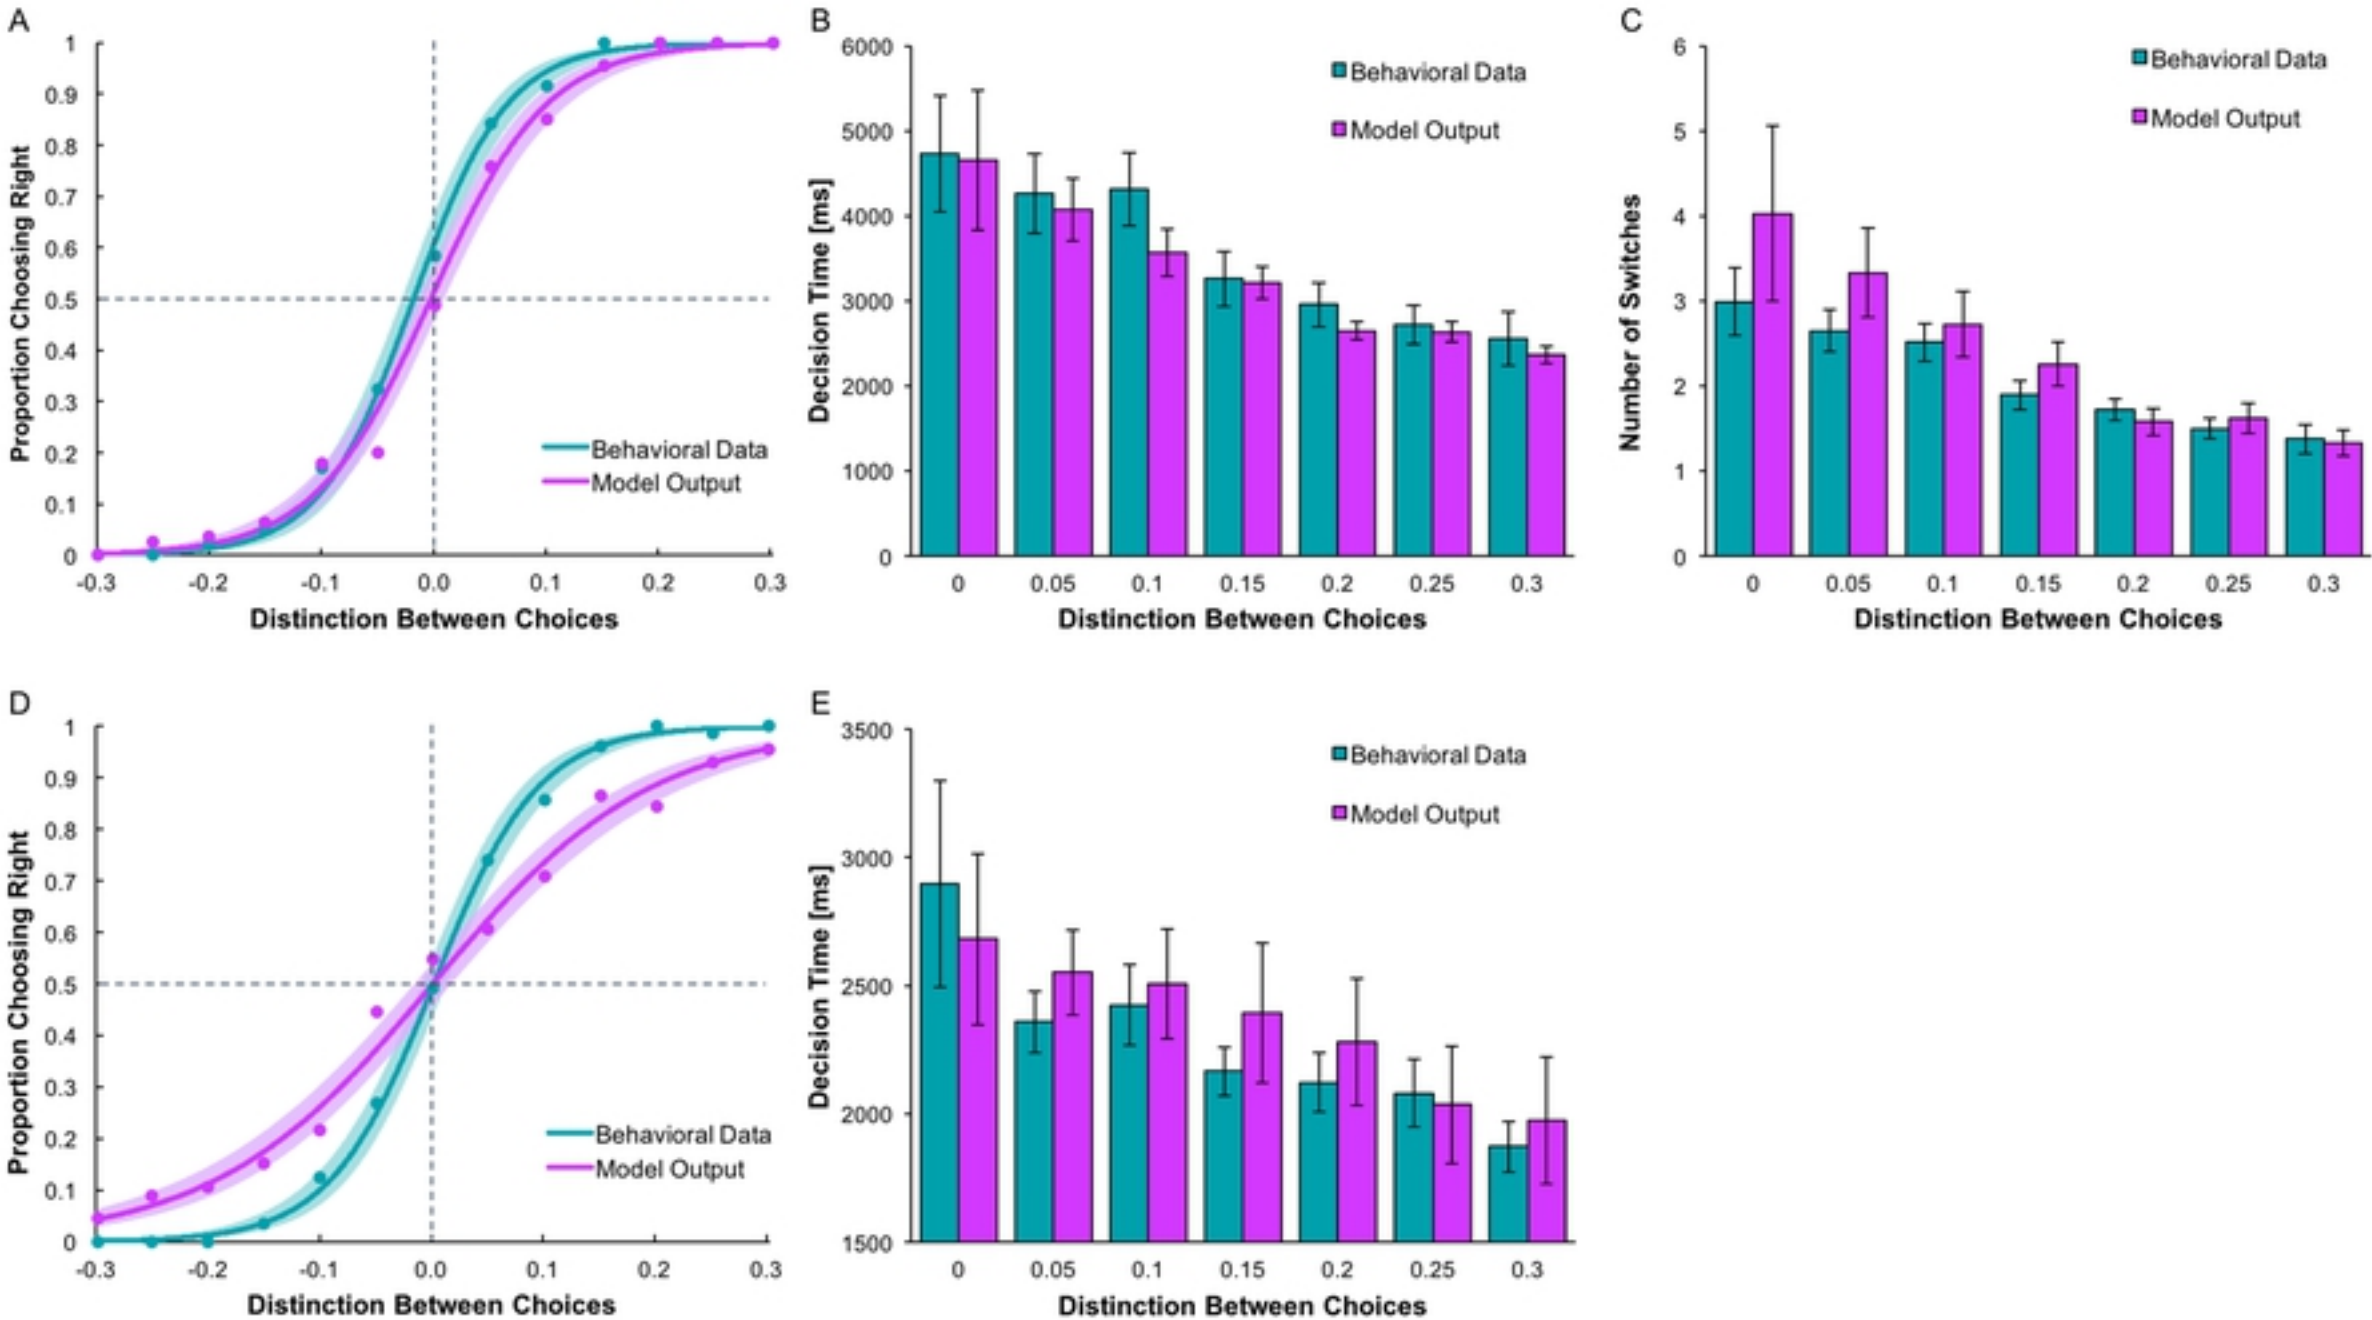 A
Proportion Choosing Right
1
0.9
0.8
0.7
0.6
0.5
0.4
0.3
0.2
0.1
0
Behavioral Data
Model Output
-0.3 -0.2 -0.1 0.0 0.1 0.2 0.3
Distinction Between Choices
B
Decision Time [ms]
6000
5000
4000
3000
2000
1000
0
Behavioral Data
Model Output
0 0.05 0.1 0.15 0.2 0.25 0.3
Distinction Between Choices
C
Number of Switches
6
5
4
3
2
1
0
Behavioral Data
Model Output
0 0.05 0.1 0.15 0.2 0.25 0.3
Distinction Between Choices
D
Proportion Choosing Right
1
0.9
0.8
0.7
0.6
0.5
0.4
0.3
0.2
0.1
0
Behavioral Data
Model Output
-0.3 -0.2 -0.1 0.0 0.1 0.2 0.3
Distinction Between Choices
E
Decision Time [ms]
3500
3000
2500
2000
1500
Behavioral Data
Model Output
0 0.05 0.1 0.15 0.2 0.25 0.3
Distinction Between Choices